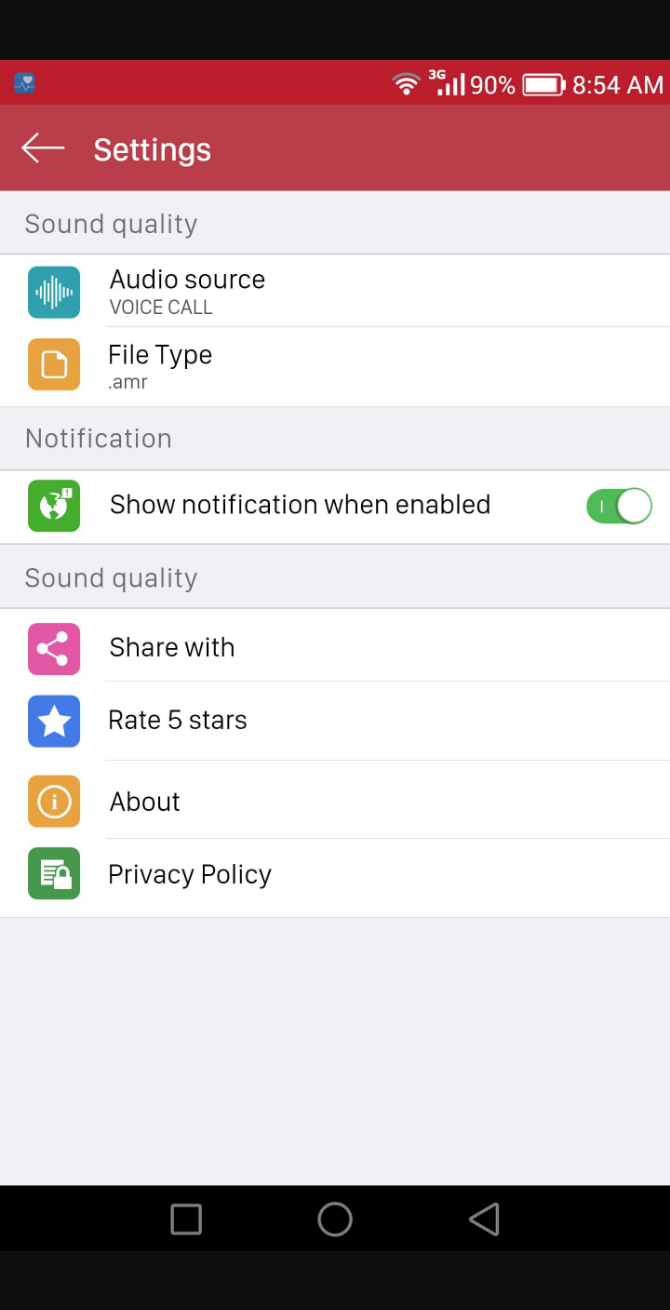 3G 90% 8:54 AM
Settings
Sound quality
Audio source
VOICE CALL
File Type
.amr
Notification
Show notification when enabled
Sound quality
Share with
Rate 5 stars
About
Privacy Policy